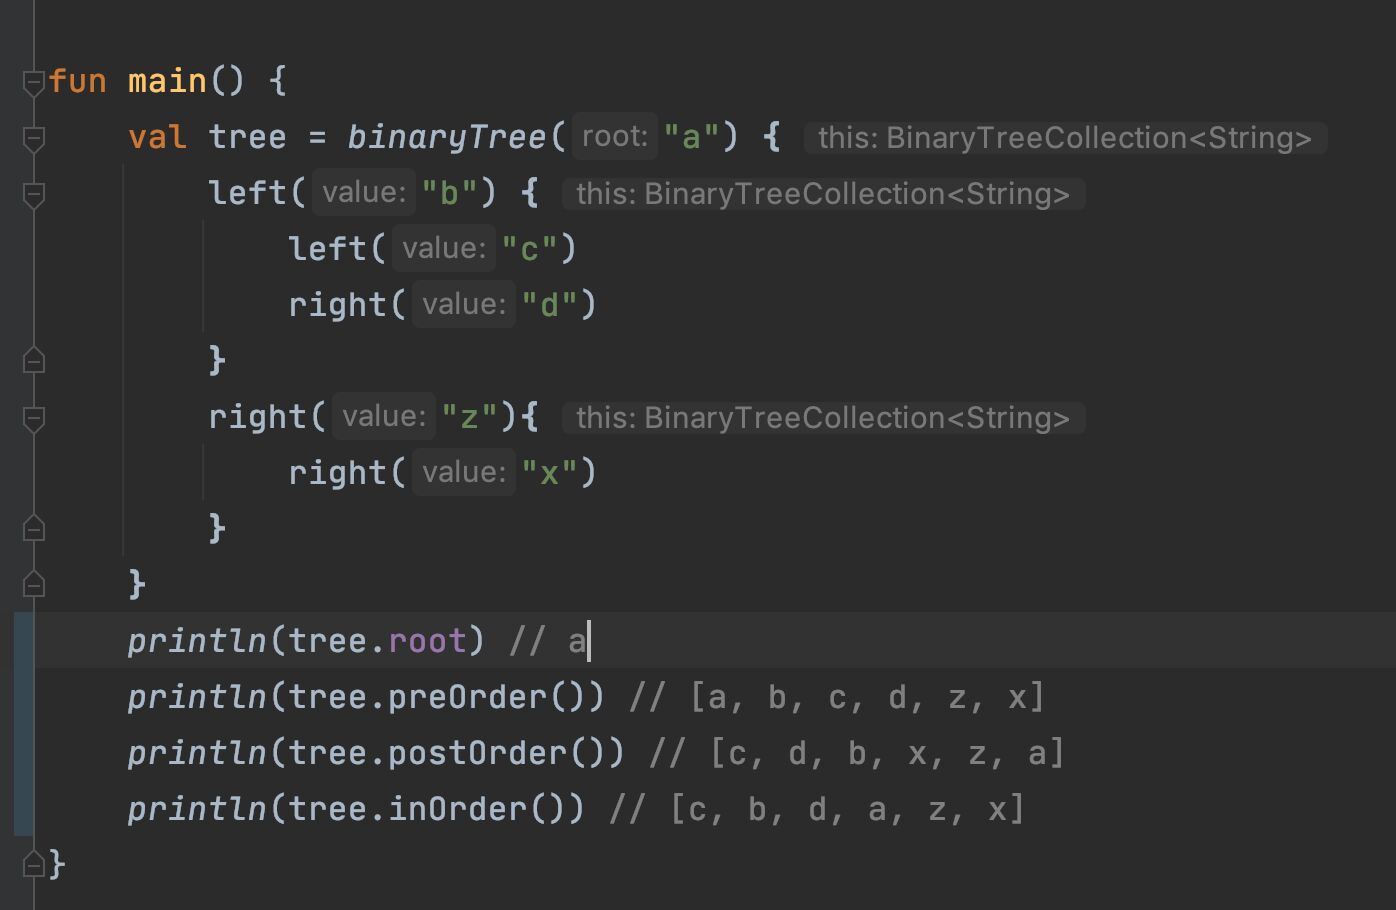 fun main() {
    val tree = binaryTree( root: "a") { this: BinaryTreeCollection<String>
        left( value: "b") { this: BinaryTreeCollection<String>
            left( value: "c")
            right( value: "d")
        }
        right( value: "z"){ this: BinaryTreeCollection<String>
            right( value: "x")
        }
    }
    println(tree.root) // a
    println(tree.preOrder()) // [a, b, c, d, z, x]
    println(tree.postOrder()) // [c, d, b, x, z, a]
    println(tree.inOrder()) // [c, b, d, a, z, x]
}